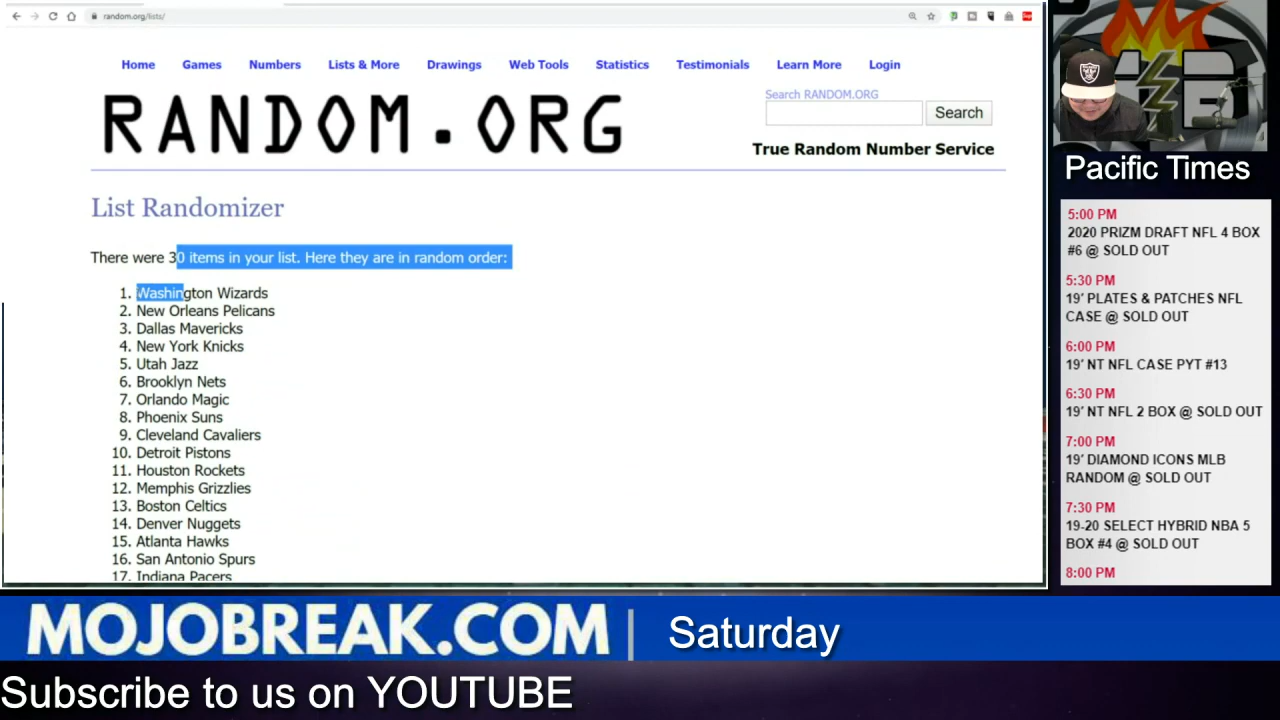 random.org/lists/
Home Games Numbers Lists & More Drawings Web Tools Statistics Testimonials Learn More Login
RANDOM.ORG
Search RANDOM.ORG
Search
True Random Number Service
List Randomizer
There were 30 items in your list. Here they are in random order:
1. Washington Wizards
2. New Orleans Pelicans
3. Dallas Mavericks
4. New York Knicks
5. Utah Jazz
6. Brooklyn Nets
7. Orlando Magic
8. Phoenix Suns
9. Cleveland Cavaliers
10. Detroit Pistons
11. Houston Rockets
12. Memphis Grizzlies
13. Boston Celtics
14. Denver Nuggets
15. Atlanta Hawks
16. San Antonio Spurs
17. Indiana Pacers
Pacific Times
5:00 PM
2020 PRIZM DRAFT NFL 4 BOX
#6 @ SOLD OUT
5:30 PM
19' PLATES & PATCHES NFL
CASE @ SOLD OUT
6:00 PM
19' NT NFL CASE PYT #13
6:30 PM
19' NT NFL 2 BOX @ SOLD OUT
7:00 PM
19' DIAMOND ICONS MLB
RANDOM @ SOLD OUT
7:30 PM
19-20 SELECT HYBRID NBA 5
BOX #4 @ SOLD OUT
8:00 PM
MOJOBREAK.COM | Saturday
Subscribe to us on YOUTUBE